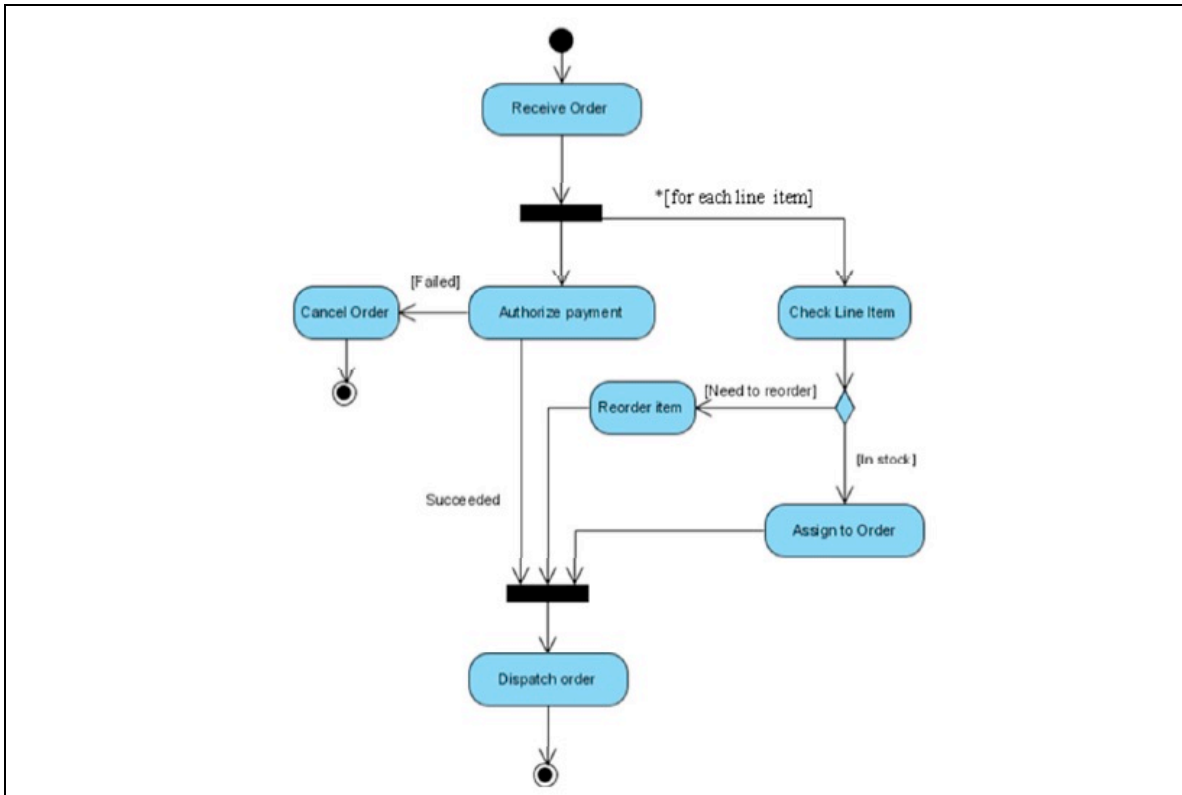 Receive Order
*[for each line item]
[Failed]
Cancel Order
Authorize payment
Check Line Item
[Need to reorder]
Reorder item
[In stock]
Succeeded
Assign to Order
Dispatch order